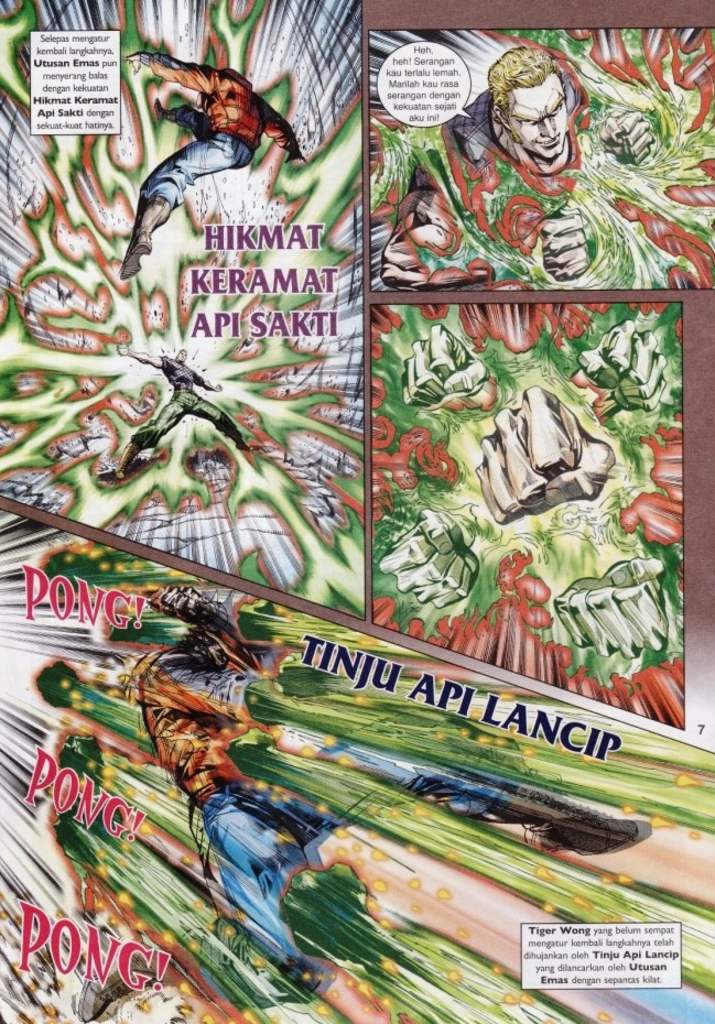 Selepas mengatur
kembali langkahnya,
Utusan Emas pun
menyerang balas
dengan kekuatan
Hikmat Keramat
Api Sakti dengan
sekuat-kuat hatinya.
HIKMAT
KERAMAT
API SAKTI
Heh,
heh! Serangan
kau terlalu lemah.
Marilah kau rasa
serangan dengan
kekuatan sejati
aku ini!
7
PONG!
TINJU API LANCIP
PONG!
PONG!
Tiger Wong yang belum sempat
mengatur kembali langkahnya telah
dihujankan oleh Tinju Api Lancip
yang dilancarkan oleh Utusan
Emas dengan sepantas kilat.